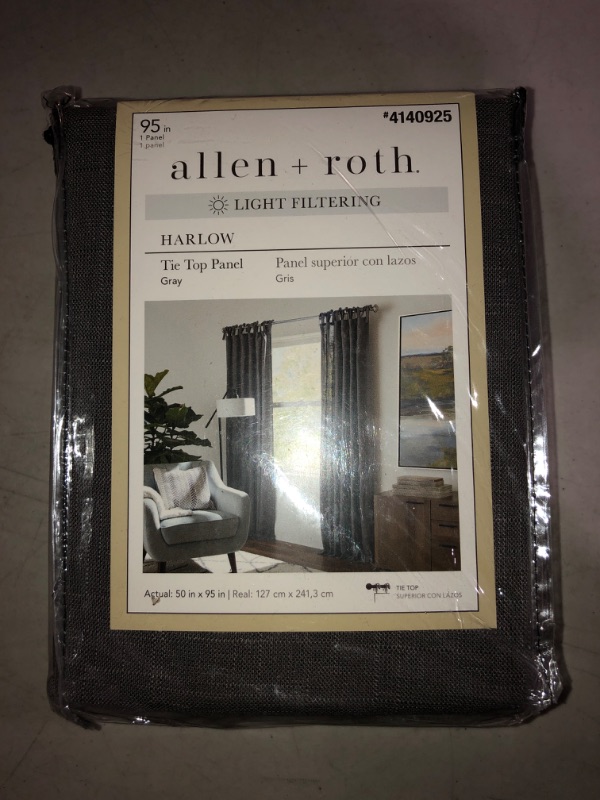 95 in
1 Panel
1 panel
#4140925
allen + roth.
LIGHT FILTERING
HARLOW
Tie Top Panel
Gray
Panel superior con lazos
Gris
Actual: 50 in x 95 in | Real: 127 cm x 241,3 cm
TIE TOP
SUPERIOR CON LAZOS